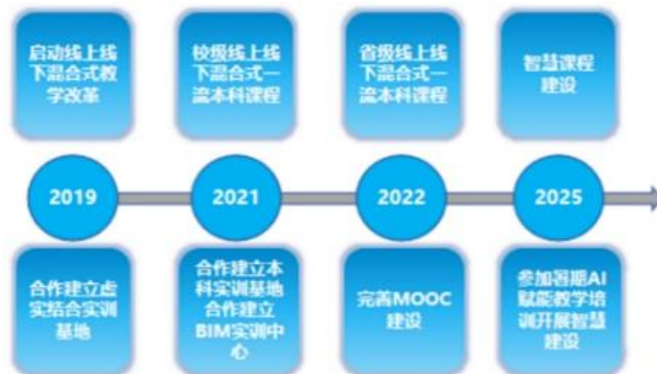 启动线上线
下混合式教
学改革
校级线上线
下混合式一
流本科课程
省级线上线
下混合式一
流本科课程
智慧课程
建设
2019
2021
2022
2025
合作建立虚
实结合实训
基地
合作建立本
科实训基地
合作建立
BIM实训中
心
完善MOOC
建设
参加暑期AI
赋能教学培
训开展智慧
建设